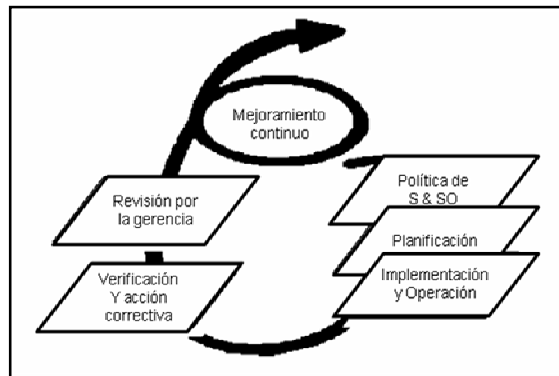 Mejoramiento
continuo
Política de
S & SO
Planificación
Implementación
y Operación
Verificación
Y acción
correctiva
Revisión por
la gerencia